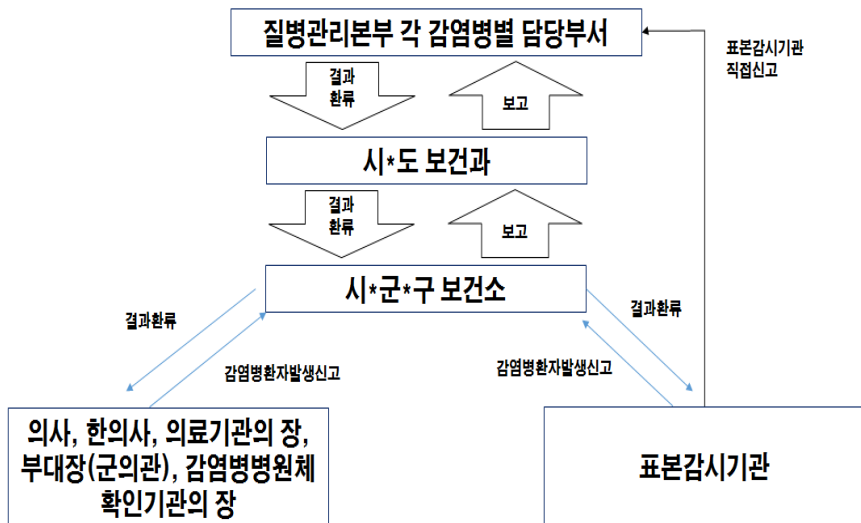 질병관리본부 각 감염병별 담당부서
표본감시기관
직접신고
결과
환류
보고
시*도 보건과
결과
환류
보고
시*군*구 보건소
결과환류
결과환류
감염병환자발생신고
감염병환자발생신고
의사, 한의사, 의료기관의 장,
부대장(군의관), 감염병병원체
확인기관의 장
표본감시기관